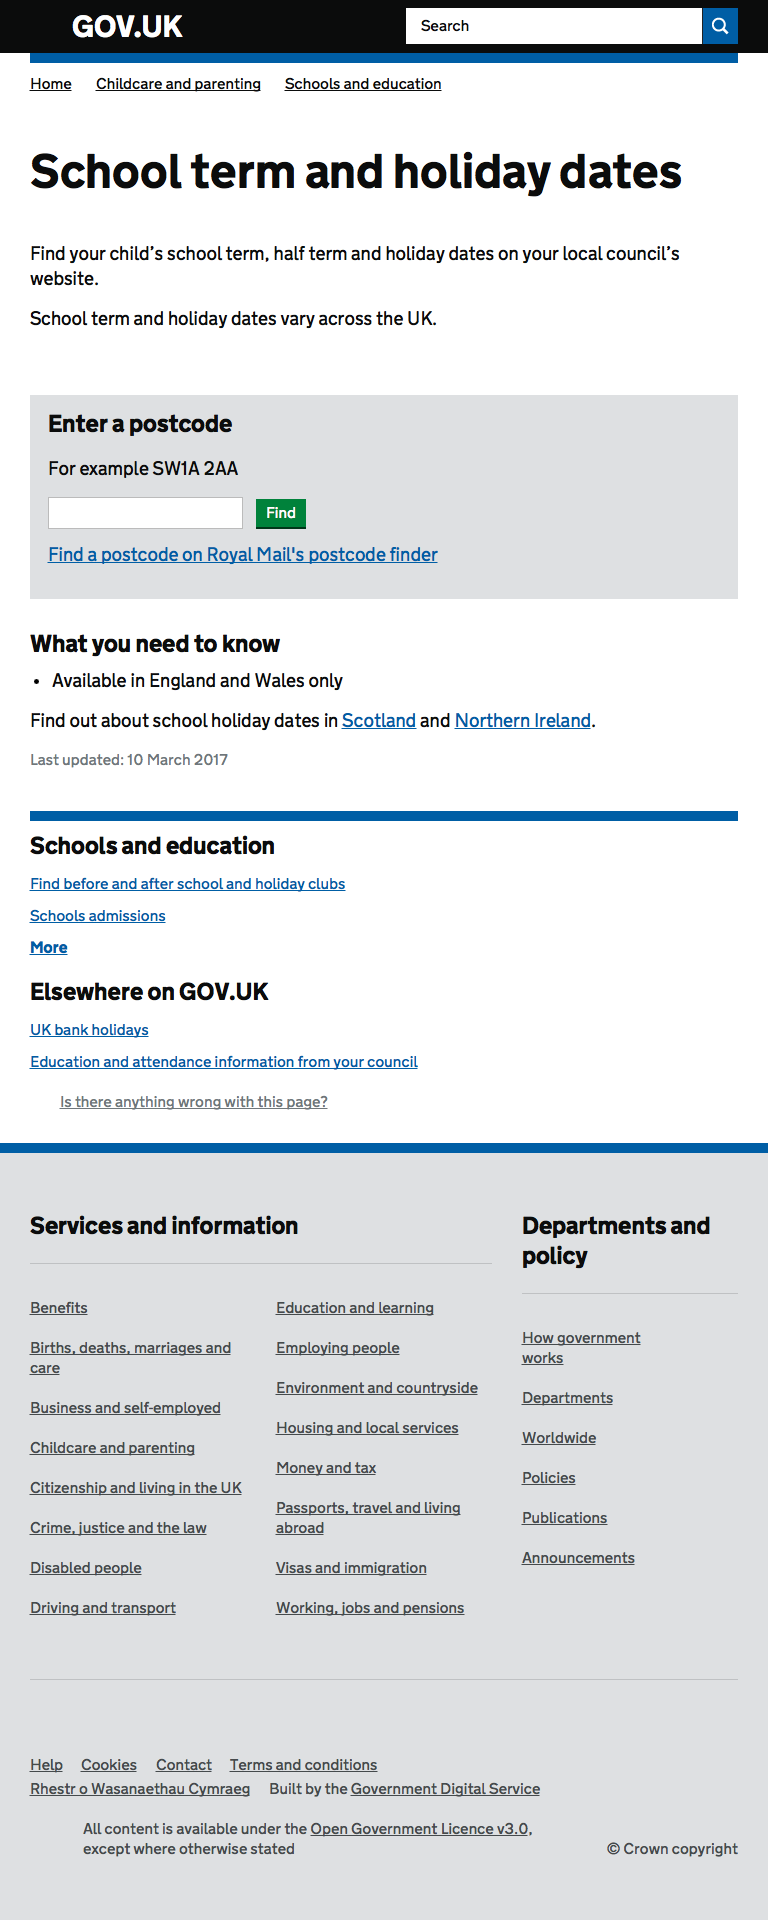 GOV.UK
Search
Home Childcare and parenting Schools and education
School term and holiday dates
Find your child’s school term, half term and holiday dates on your local council’s
website.
School term and holiday dates vary across the UK.
Enter a postcode
For example SW1A 2AA
Find
Find a postcode on Royal Mail's postcode finder
What you need to know
• Available in England and Wales only
Find out about school holiday dates in Scotland and Northern Ireland.
Last updated: 10 March 2017
Schools and education
Find before and after school and holiday clubs
Schools admissions
More
Elsewhere on GOV.UK
UK bank holidays
Education and attendance information from your council
Is there anything wrong with this page?
Services and information
Benefits
Births, deaths, marriages and
care
Business and self-employed
Childcare and parenting
Citizenship and living in the UK
Crime, justice and the law
Disabled people
Driving and transport
Education and learning
Employing people
Environment and countryside
Housing and local services
Money and tax
Passports, travel and living
abroad
Visas and immigration
Working, jobs and pensions
Departments and
policy
How government
works
Departments
Worldwide
Policies
Publications
Announcements
Help Cookies Contact Terms and conditions
Rhestr o Wasanaethau Cymraeg Built by the Government Digital Service
All content is available under the Open Government Licence v3.0,
except where otherwise stated
© Crown copyright